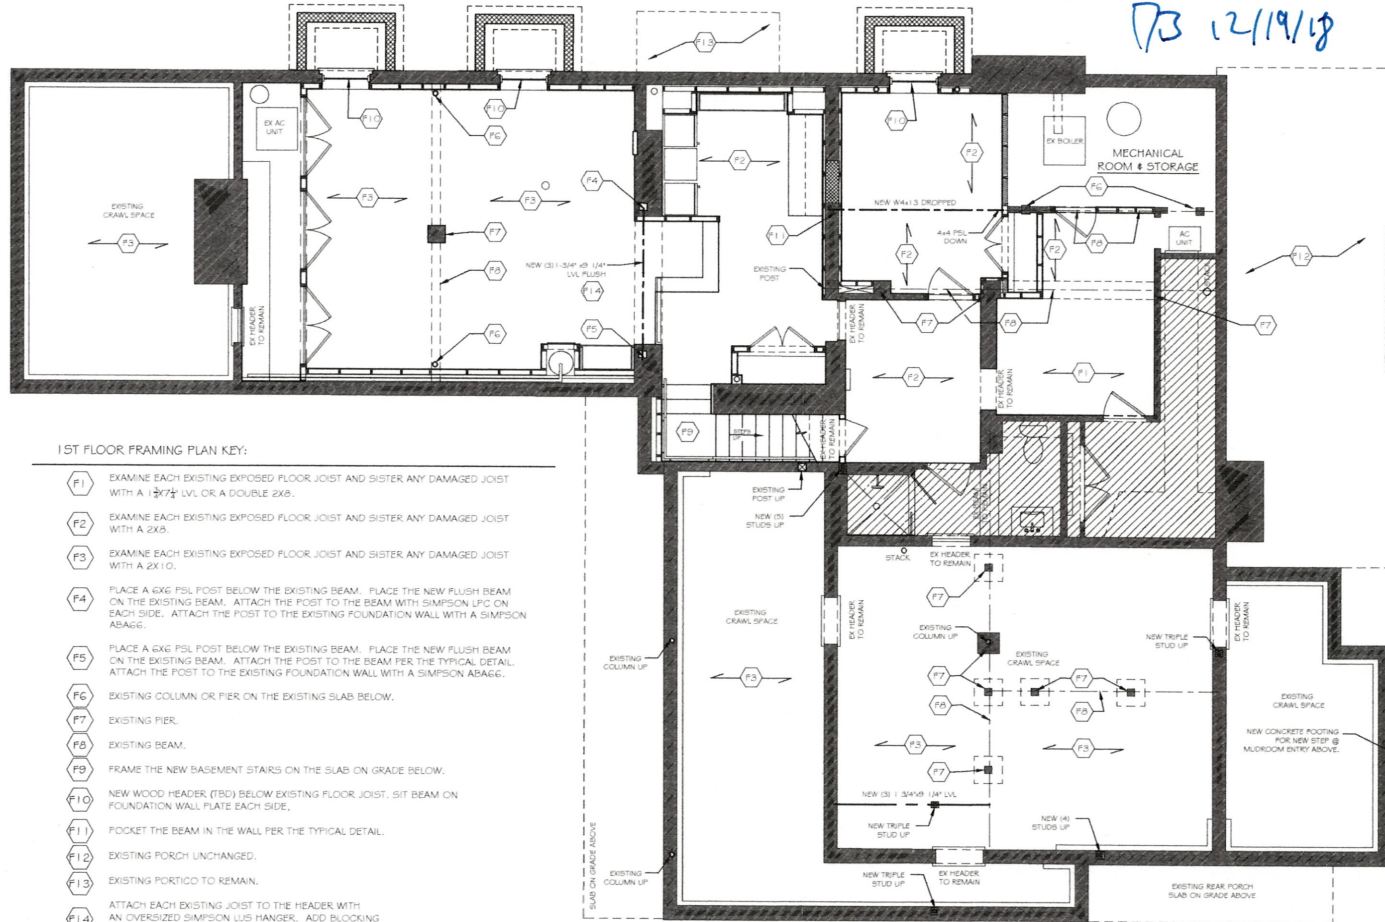 12/19/18
F13
EX AC
UNIT
F10
F6
F10
F10
F2
EX BOILER
MECHANICAL
ROOM & STORAGE
F6
EXISTING
CRAWL SPACE
F3
F3
F3
F4
F2
NEW W4x13 DROPPED
4x4 PSL
DOWN
F11
F2
F2
F8
AC
UNIT
F12
F7
F8
NEW (3) 1-3/4" x9 1/4"
LVL FLUSH
F14
EXISTING
POST
F7
F8
F7
EX HEADER
TO REMAIN
F6
F5
EX HEADER
TO REMAIN
F2
EX HEADER
TO REMAIN
F1
F9
STEPS
UP
EX HEADER
TO REMAIN
STACK
EXISTING
POST UP
NEW (5)
STUDS UP
EX BEAM
TO REMAIN
STACK
EX HEADER
TO REMAIN
F7
EXISTING
CRAWL SPACE
EX HEADER
TO REMAIN
EXISTING
COLUMN UP
EXISTING
CRAWL SPACE
NEW TRIPLE
STUD UP
EX HEADER
TO REMAIN
EXISTING
COLUMN UP
F3
F7
F7
F8
F8
F3
F3
F7
EXISTING
CRAWL SPACE
NEW CONCRETE FOOTING
FOR NEW STEP @
MUDROOM ENTRY ABOVE.
NEW (3) 1 3/4"x9 1/4" LVL
NEW TRIPLE
STUD UP
NEW (4)
STUDS UP
EXISTING
COLUMN UP
SLAB ON GRADE ABOVE
NEW TRIPLE
STUD UP
EX HEADER
TO REMAIN
EXISTING REAR PORCH
SLAB ON GRADE ABOVE
1ST FLOOR FRAMING PLAN KEY:
F1 EXAMINE EACH EXISTING EXPOSED FLOOR JOIST AND SISTER ANY DAMAGED JOIST
WITH A 1¾X7¼ LVL OR A DOUBLE 2X8.
F2 EXAMINE EACH EXISTING EXPOSED FLOOR JOIST AND SISTER ANY DAMAGED JOIST
WITH A 2X8.
F3 EXAMINE EACH EXISTING EXPOSED FLOOR JOIST AND SISTER ANY DAMAGED JOIST
WITH A 2X10.
F4 PLACE A 6X6 PSL POST BELOW THE EXISTING BEAM. PLACE THE NEW FLUSH BEAM
ON THE EXISTING BEAM. ATTACH THE POST TO THE BEAM WITH SIMPSON LPC ON
EACH SIDE. ATTACH THE POST TO THE EXISTING FOUNDATION WALL WITH A SIMPSON
ABA66.
F5 PLACE A 6X6 PSL POST BELOW THE EXISTING BEAM. PLACE THE NEW FLUSH BEAM
ON THE EXISTING BEAM. ATTACH THE POST TO THE BEAM PER THE TYPICAL DETAIL.
ATTACH THE POST TO THE EXISTING FOUNDATION WALL WITH A SIMPSON ABA66.
F6 EXISTING COLUMN OR PIER ON THE EXISTING SLAB BELOW.
F7 EXISTING PIER.
F8 EXISTING BEAM.
F9 FRAME THE NEW BASEMENT STAIRS ON THE SLAB ON GRADE BELOW.
F10 NEW WOOD HEADER (TBD) BELOW EXISTING FLOOR JOIST. SIT BEAM ON
FOUNDATION WALL PLATE EACH SIDE.
F11 POCKET THE BEAM IN THE WALL PER THE TYPICAL DETAIL.
F12 EXISTING PORCH UNCHANGED.
F13 EXISTING PORTICO TO REMAIN.
F14 ATTACH EACH EXISTING JOIST TO THE HEADER WITH
AN OVERSIZED SIMPSON LUS HANGER. ADD BLOCKING